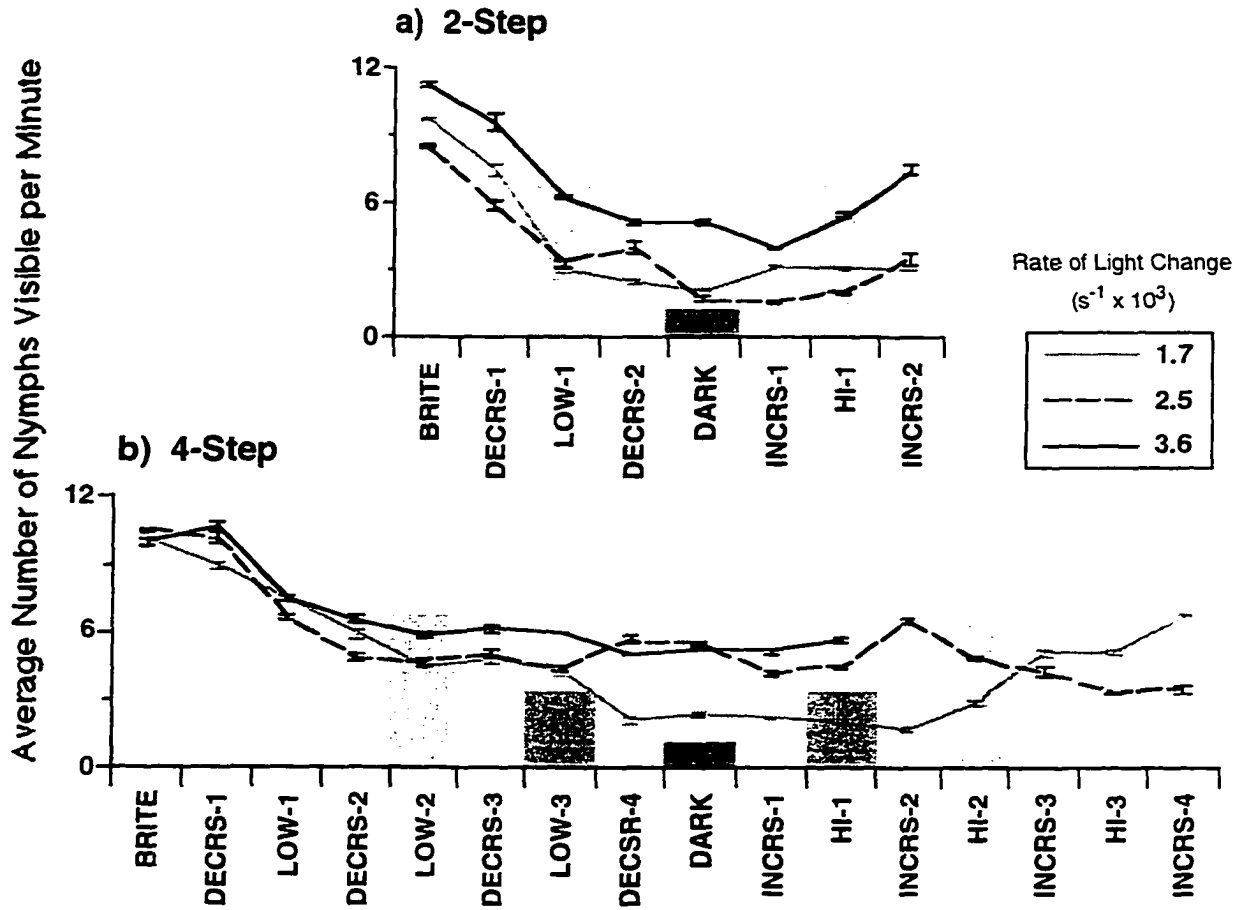 a) 2-Step
Average Number of Nymphs Visible per Minute
12
6
0
BRITE
DECRS-1
LOW-1
DECRS-2
DARK
INCRS-1
HI-1
INCRS-2
Rate of Light Change
(s⁻¹ x 10³)
1.7
2.5
3.6
b) 4-Step
12
6
0
BRITE
DECRS-1
LOW-1
DECRS-2
LOW-2
DECRS-3
LOW-3
DECSR-4
DARK
INCRS-1
HI-1
INCRS-2
HI-2
INCRS-3
HI-3
INCRS-4